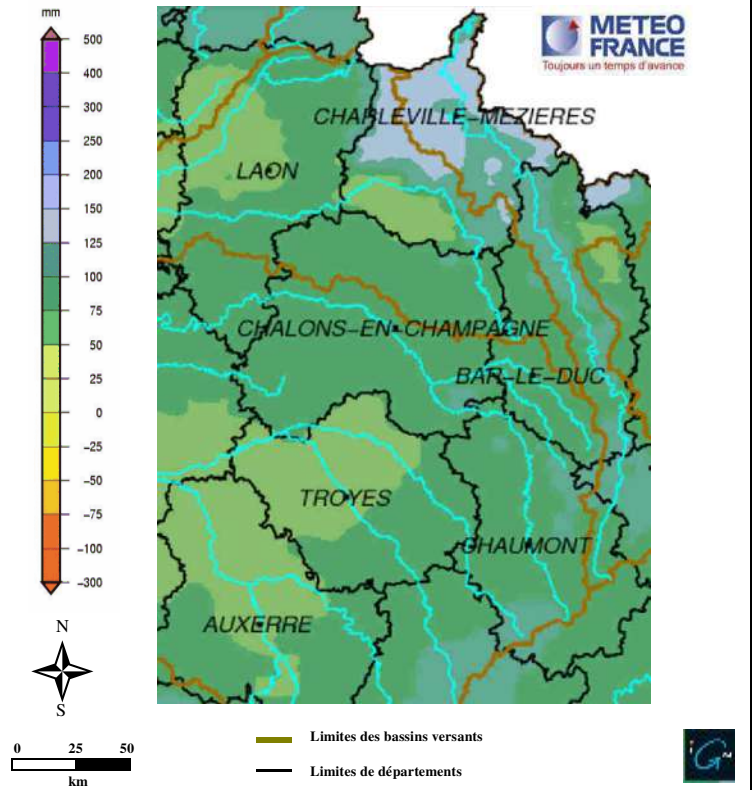 mm
500
400
300
250
200
150
125
100
75
50
25
0
−25
−50
−75
−100
−300
METEO
FRANCE
Toujours un temps d'avance
CHARLEVILLE−MEZIERES
LAON
CHALONS−EN−CHAMPAGNE
BAR−LE−DUC
TROYES
CHAUMONT
AUXERRE
N
S
0 25 50
km
Limites des bassins versants
Limites de départements